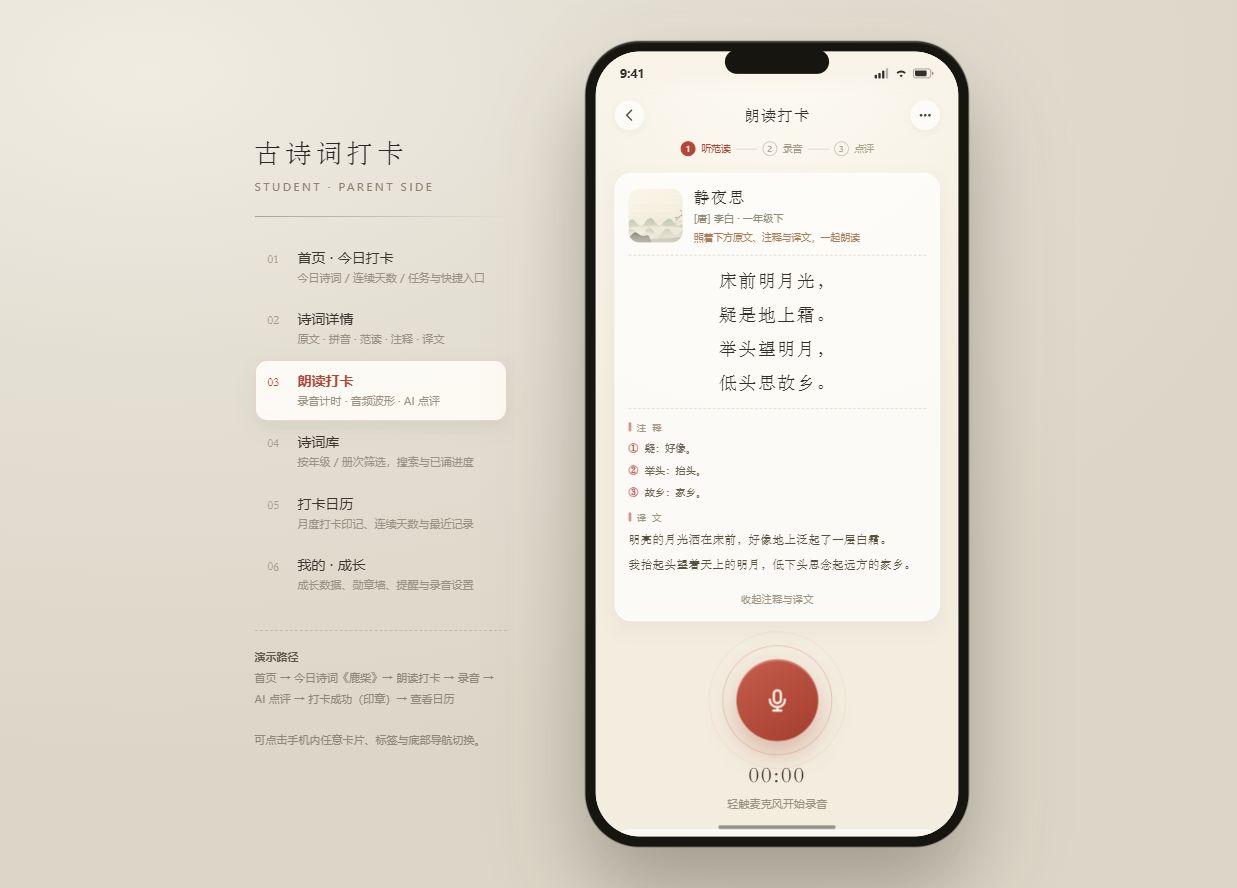 古诗词打卡
STUDENT · PARENT SIDE
01 首页 · 今日打卡
今日诗词 / 连续天数 / 任务与快捷入口
02 诗词详情
原文 · 拼音 · 范读 · 注释 · 译文
03 朗读打卡
录音计时 · 音频波形 · AI 点评
04 诗词库
按年级 / 册次筛选，搜索与已诵进度
05 打卡日历
月度打卡印记、连续天数与最近记录
06 我的 · 成长
成长数据、勋章墙、提醒与录音设置
演示路径
首页 → 今日诗词《鹿柴》→ 朗读打卡 → 录音 →
AI 点评 → 打卡成功（印章）→ 查看日历
可点击手机内任意卡片、标签与底部导航切换。
9:41
朗读打卡
1 听范读 2 录音 3 点评
静夜思
[唐] 李白 · 一年级下
照着下方原文、注释与译文，一起朗读
床前明月光，
疑是地上霜。
举头望明月，
低头思故乡。
注释
① 疑：好像。
② 举头：抬头。
③ 故乡：家乡。
译文
明亮的月光洒在床前，好像地上泛起了一层白霜。
我抬起头望着天上的明月，低下头思念起远方的家乡。
收起注释与译文
00:00
轻触麦克风开始录音